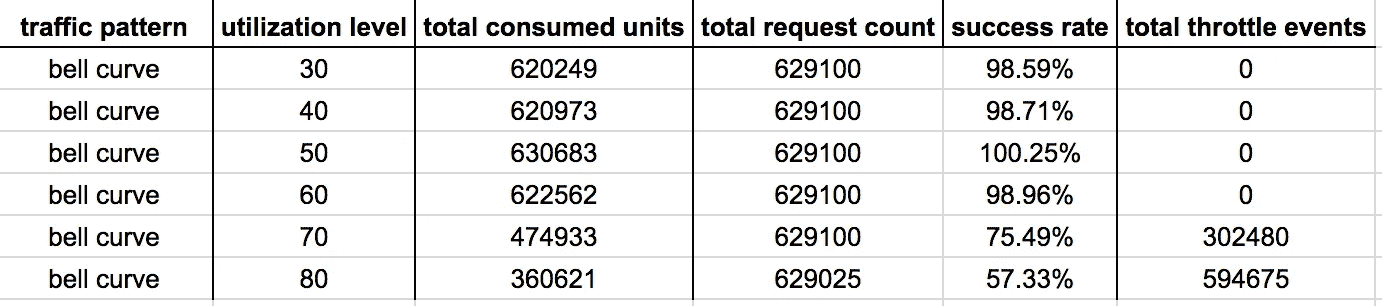 traffic pattern utilization level total consumed units total request count success rate total throttle events
bell curve 30 620249 629100 98.59% 0
bell curve 40 620973 629100 98.71% 0
bell curve 50 630683 629100 100.25% 0
bell curve 60 622562 629100 98.96% 0
bell curve 70 474933 629100 75.49% 302480
bell curve 80 360621 629025 57.33% 594675